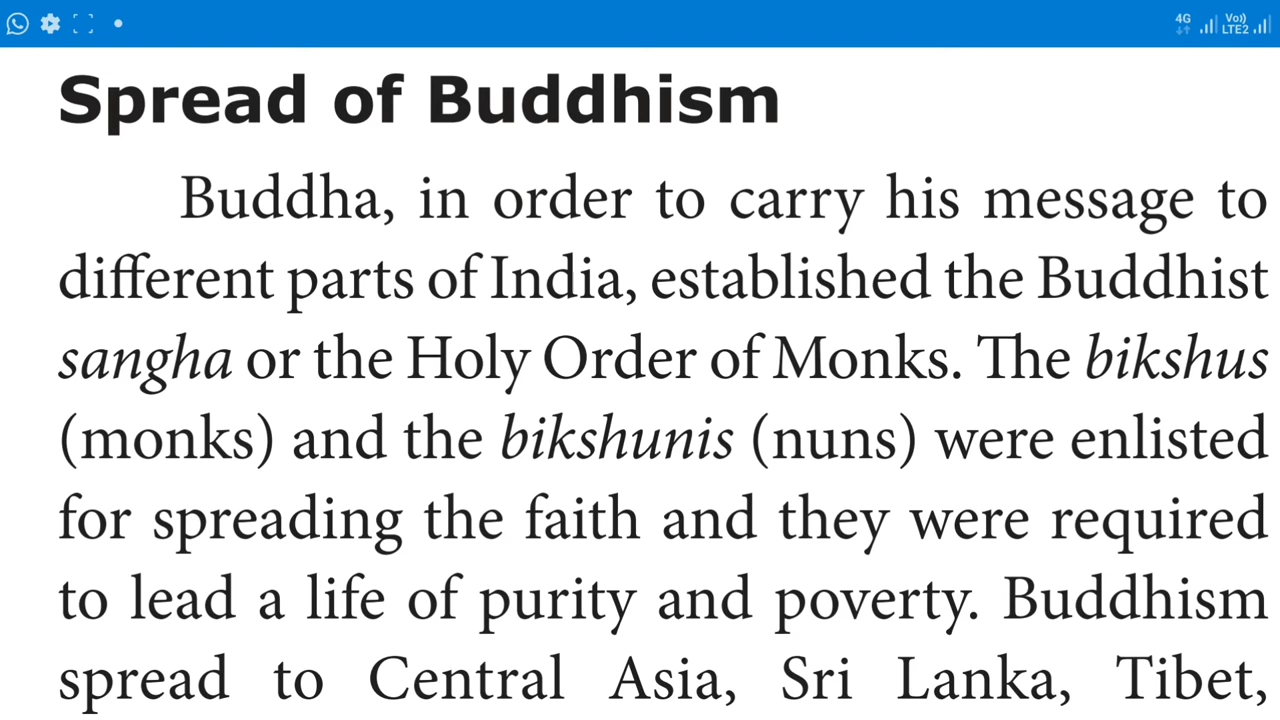 4G Vo)) LTE2
Spread of Buddhism
Buddha, in order to carry his message to
different parts of India, established the Buddhist
sangha or the Holy Order of Monks. The bikshus
(monks) and the bikshunis (nuns) were enlisted
for spreading the faith and they were required
to lead a life of purity and poverty. Buddhism
spread to Central Asia, Sri Lanka, Tibet,